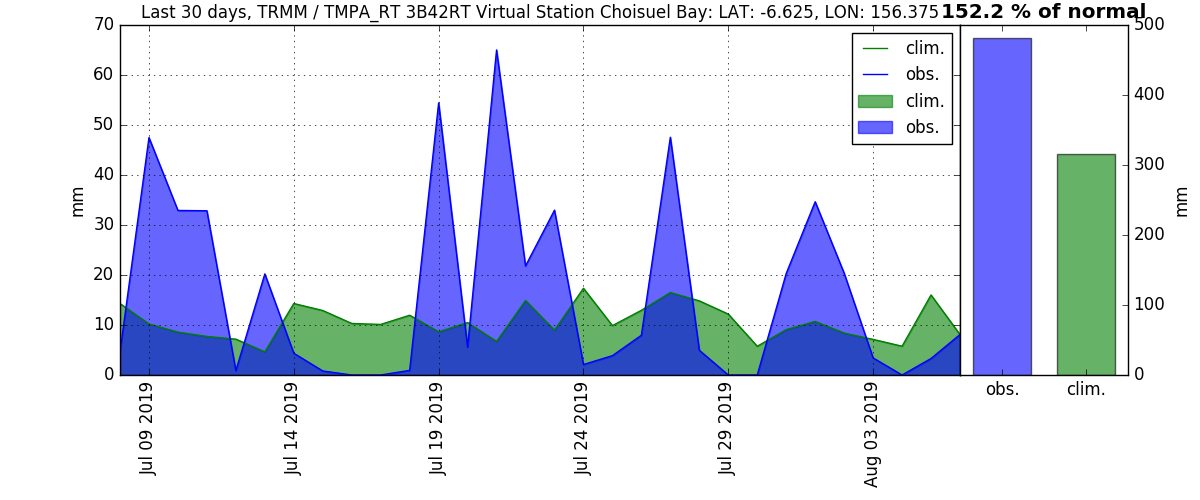 Last 30 days, TRMM / TMPA_RT 3B42RT Virtual Station Choisuel Bay: LAT: -6.625, LON: 156.375
152.2 % of normal
70
60
50
40
30
20
10
0
mm
clim.
obs.
clim.
obs.
Jul 09 2019
Jul 14 2019
Jul 19 2019
Jul 24 2019
Jul 29 2019
Aug 03 2019
500
400
300
200
100
0
mm
obs.
clim.